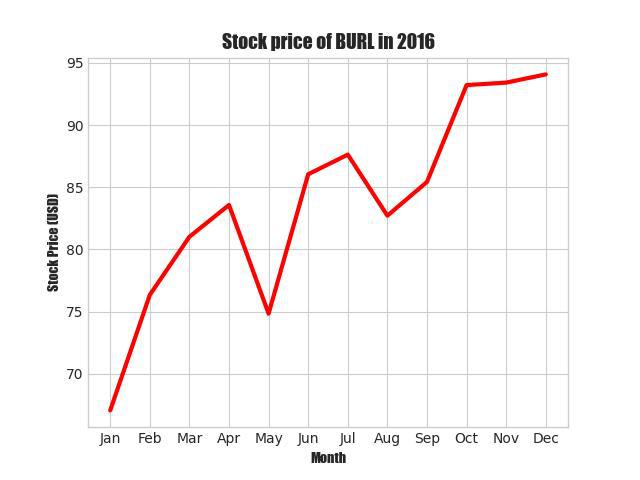 Stock price of BURL in 2016
Stock Price (USD)
95
90
85
80
75
70
Jan Feb Mar Apr May Jun Jul Aug Sep Oct Nov Dec
Month